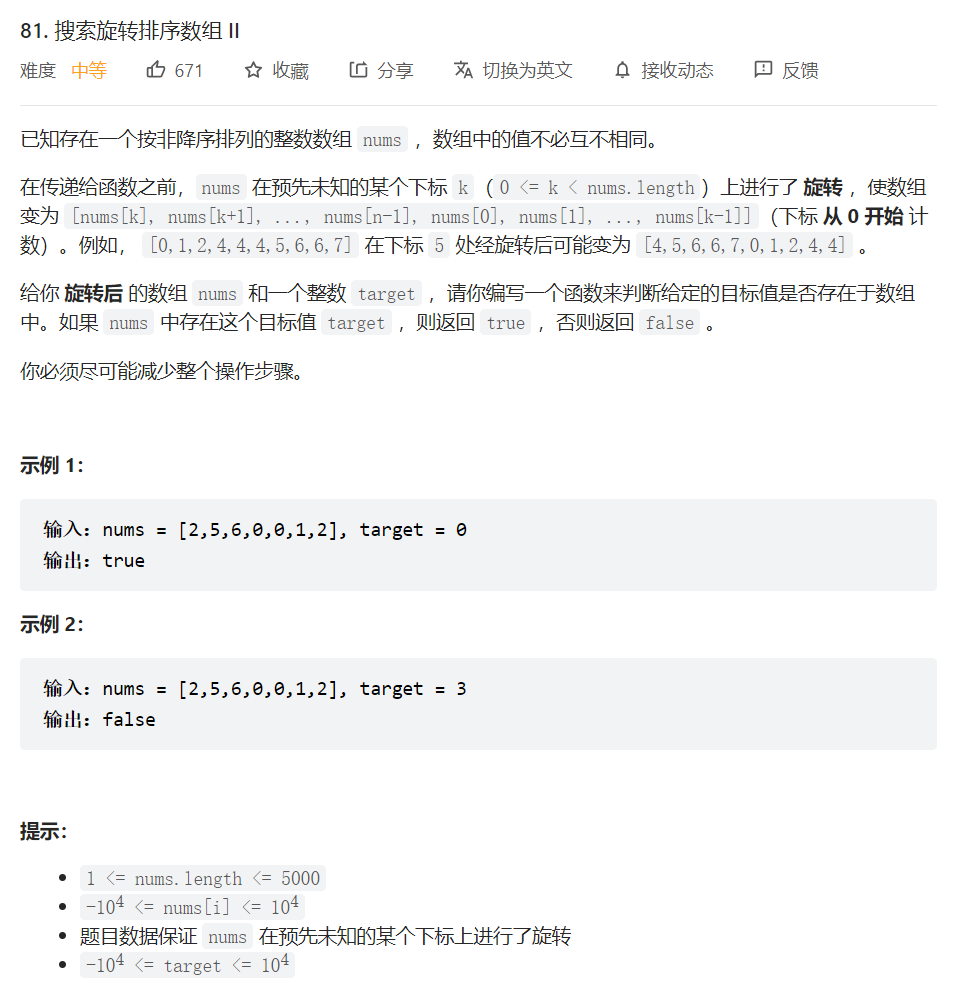 81. 搜索旋转排序数组 II
难度 中等 671 收藏 分享 切换为英文 接收动态 反馈
已知存在一个按非降序排列的整数数组 nums ，数组中的值不必互不相同。
在传递给函数之前，nums 在预先未知的某个下标 k（0 <= k < nums.length）上进行了 旋转 ，使数组
变为 [nums[k], nums[k+1], ..., nums[n-1], nums[0], nums[1], ..., nums[k-1]]（下标 从 0 开始 计
数）。例如， [0,1,2,4,4,4,5,6,6,7] 在下标 5 处经旋转后可能变为 [4,5,6,6,7,0,1,2,4,4] 。
给你 旋转后 的数组 nums 和一个整数 target ，请你编写一个函数来判断给定的目标值是否存在于数组
中。如果 nums 中存在这个目标值 target ，则返回 true ，否则返回 false 。
你必须尽可能减少整个操作步骤。
示例 1：
输入：nums = [2,5,6,0,0,1,2], target = 0
输出：true
示例 2：
输入：nums = [2,5,6,0,0,1,2], target = 3
输出：false
提示：
• 1 <= nums.length <= 5000
• -10⁴ <= nums[i] <= 10⁴
• 题目数据保证 nums 在预先未知的某个下标上进行了旋转
• -10⁴ <= target <= 10⁴